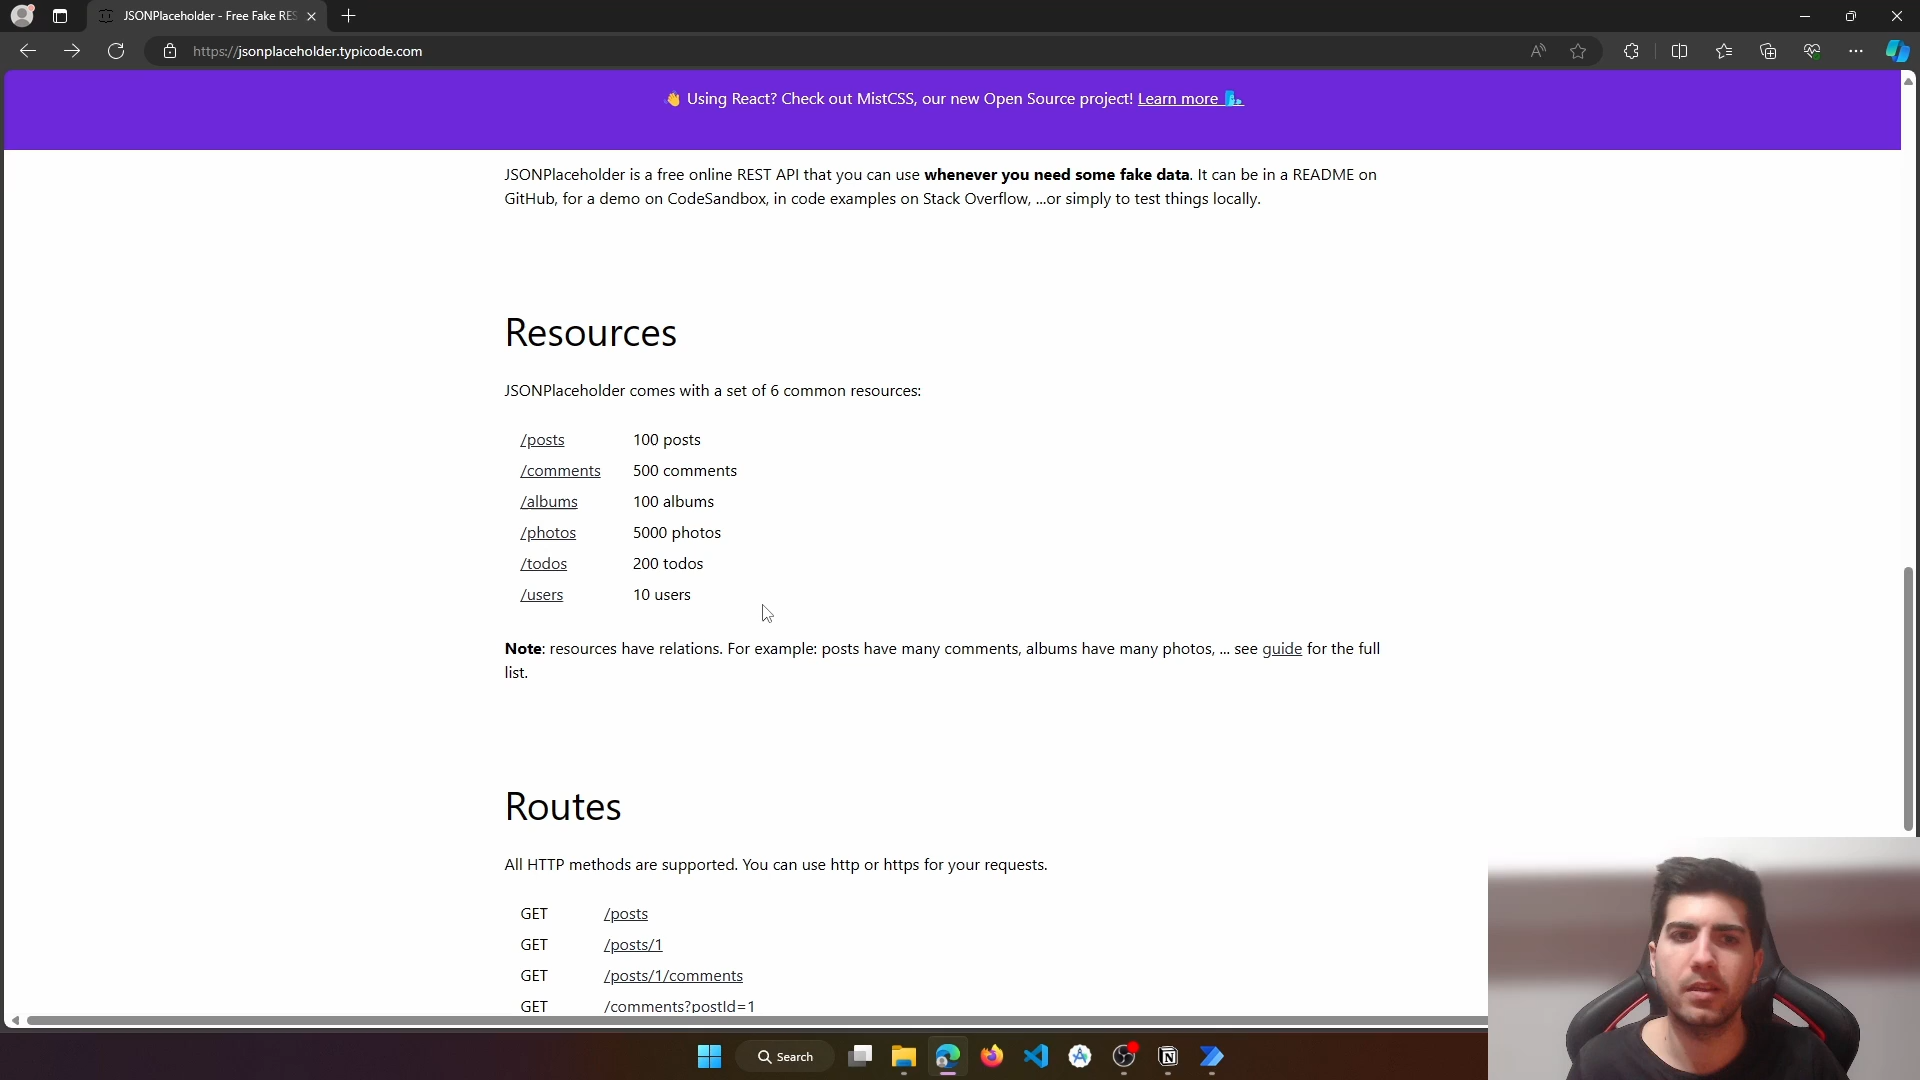 JSONPlaceholder - Free Fake RES
https://jsonplaceholder.typicode.com
👋 Using React? Check out MistCSS, our new Open Source project! Learn more
JSONPlaceholder is a free online REST API that you can use whenever you need some fake data. It can be in a README on
GitHub, for a demo on CodeSandbox, in code examples on Stack Overflow, ...or simply to test things locally.
Resources
JSONPlaceholder comes with a set of 6 common resources:
/posts 100 posts
/comments 500 comments
/albums 100 albums
/photos 5000 photos
/todos 200 todos
/users 10 users
Note: resources have relations. For example: posts have many comments, albums have many photos, ... see guide for the full
list.
Routes
All HTTP methods are supported. You can use http or https for your requests.
GET /posts
GET /posts/1
GET /posts/1/comments
GET /comments?postId=1
Search